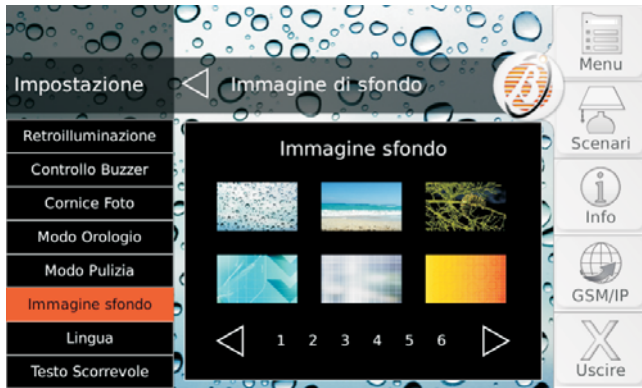 Impostazione
Immagine di sfondo
Retroilluminazione
Controllo Buzzer
Cornice Foto
Modo Orologio
Modo Pulizia
Immagine sfondo
Lingua
Testo Scorrevole
Immagine sfondo
1 2 3 4 5 6
B
Menu
Scenari
Info
GSM/IP
Uscire